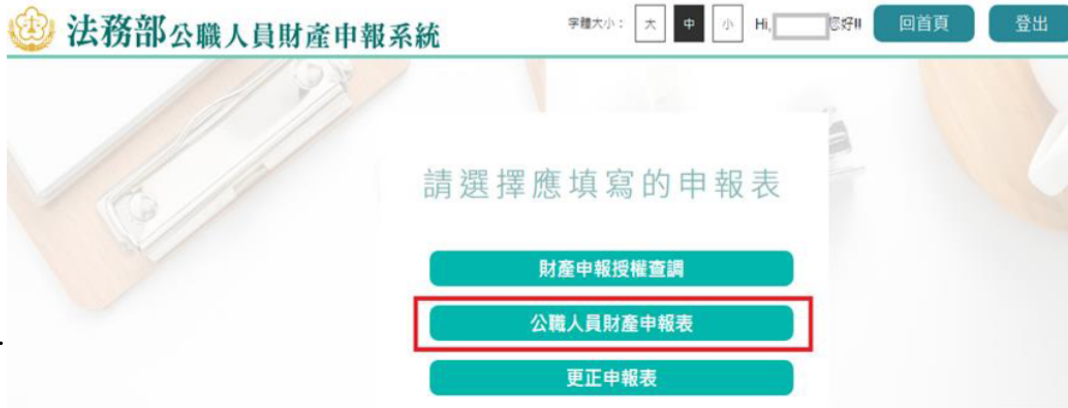 法務部公職人員財產申報系統
字體大小： 大 中 小 Hi, 您好!! 回首頁 登出
請選擇應填寫的申報表
財產申報授權查調
公職人員財產申報表
更正申報表